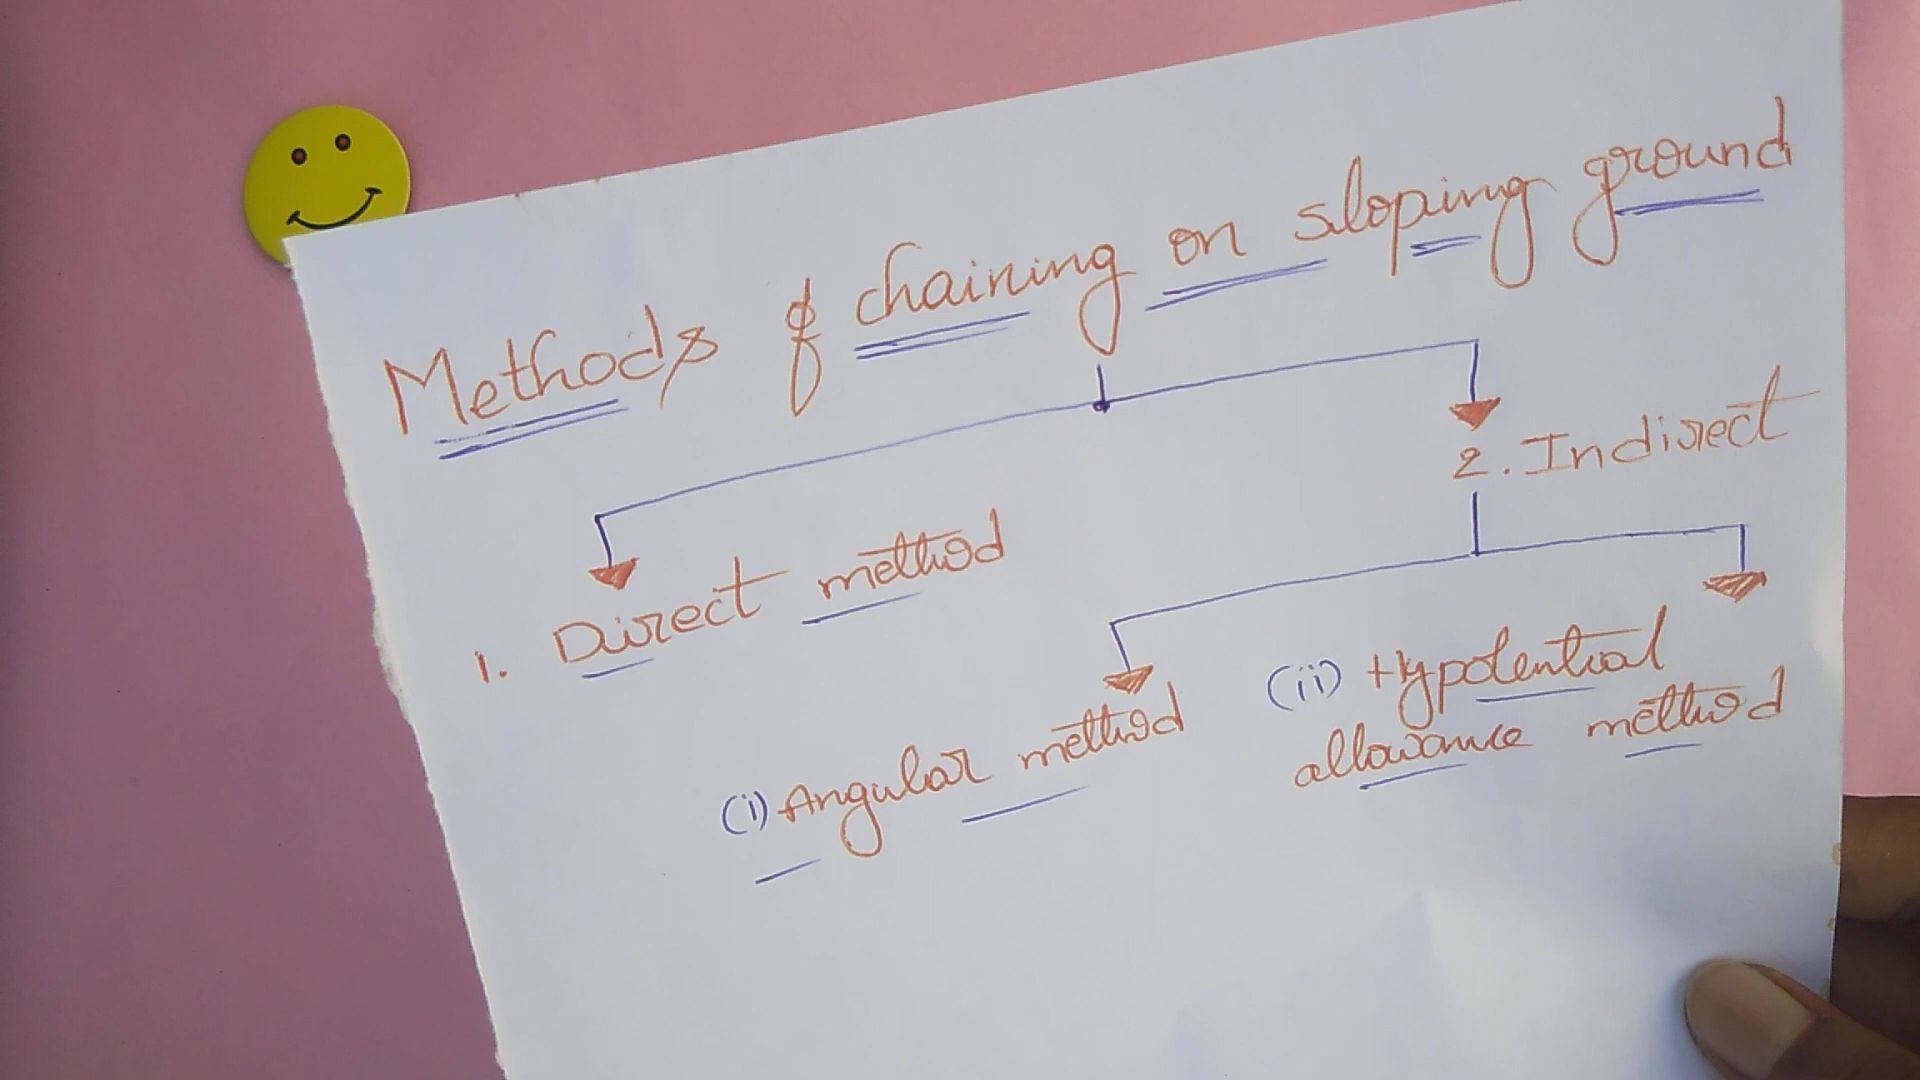 Methods of chaining on sloping ground
1. Direct method
2. Indirect
(i) Angular method
(ii) Hypotential
allowance method